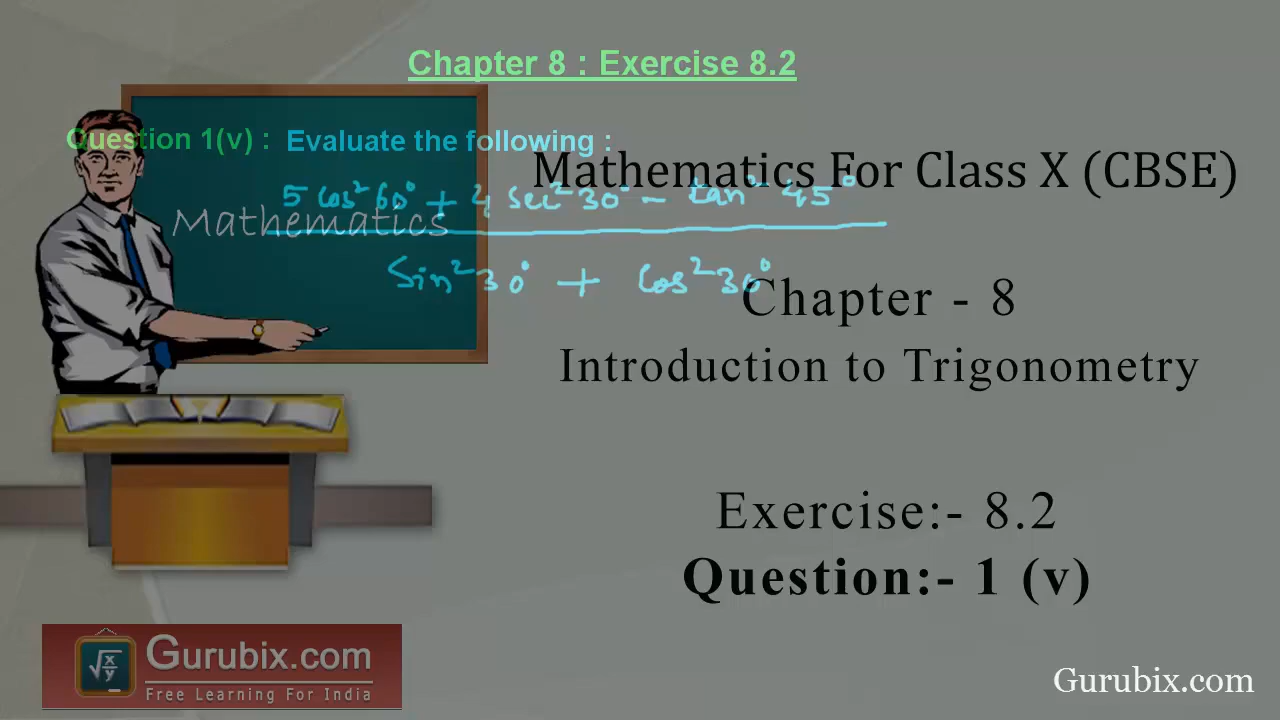 Chapter 8 : Exercise 8.2
Question 1(v) : Evaluate the following :
Mathematics For Class X (CBSE)
5 cos² 60° + 4 sec² 30° - tan² 45°
Mathematics
Sin² 30° + Cos² 30°
Chapter - 8
Introduction to Trigonometry
Exercise:- 8.2
Question:- 1 (v)
√x/y
Gurubix.com
Free Learning For India
Gurubix.com